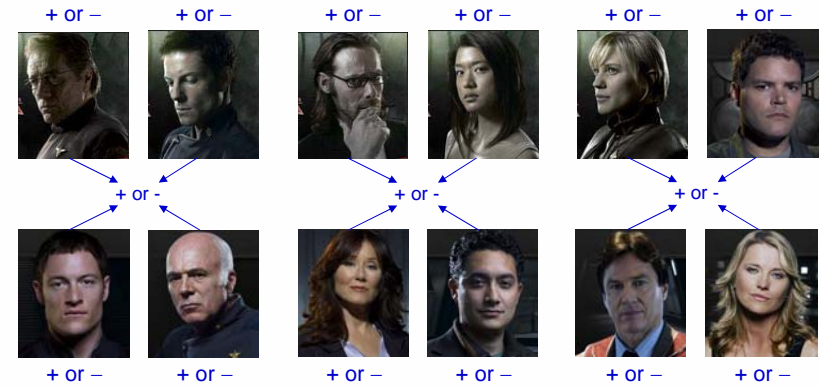 + or – + or – + or – + or – + or – + or –
+ or - + or - + or -
+ or – + or – + or – + or – + or – + or –